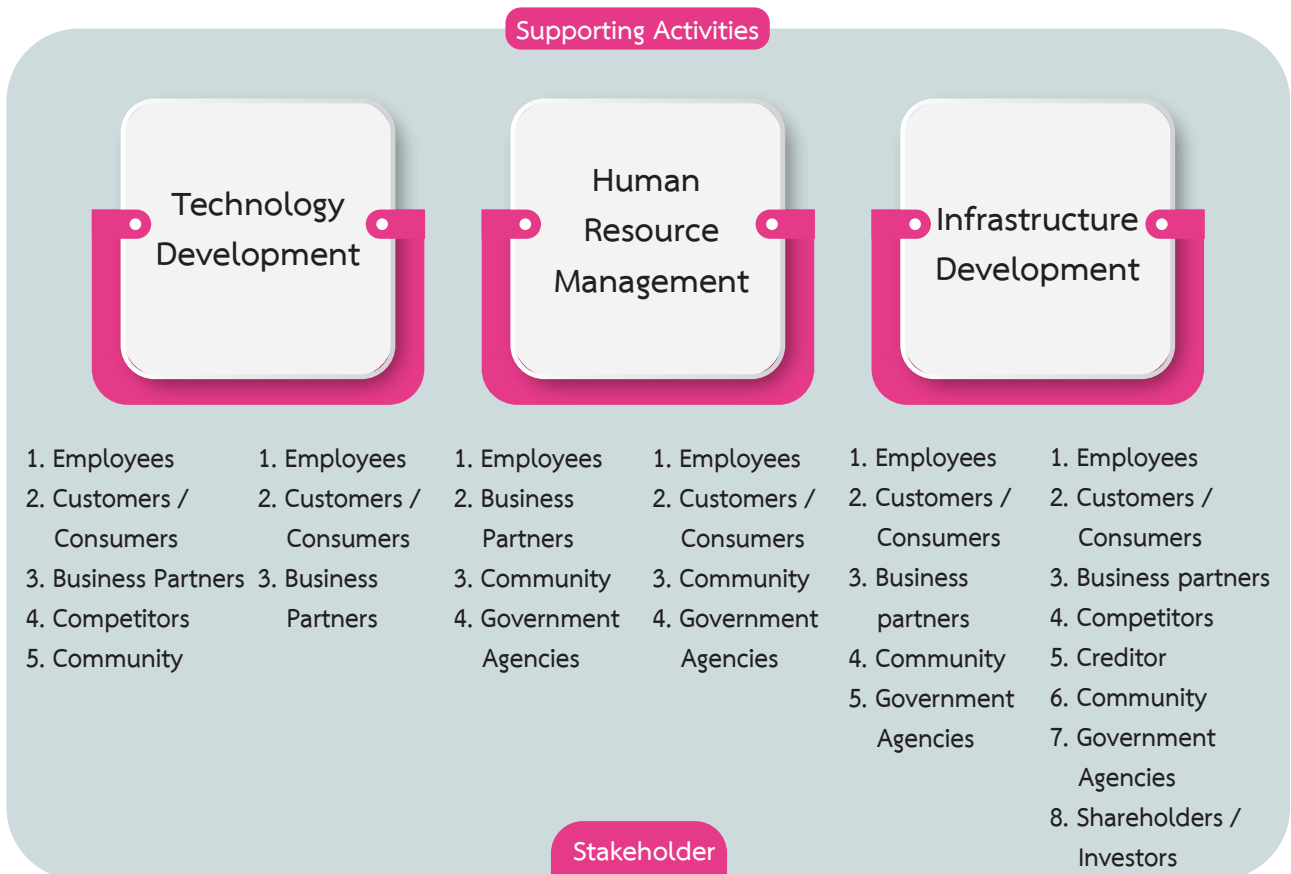 Supporting Activities
Technology
Development
Human
Resource
Management
Infrastructure
Development
1. Employees
2. Customers /
Consumers
3. Business Partners
4. Competitors
5. Community
1. Employees
2. Customers /
Consumers
3. Business
Partners
1. Employees
2. Business
Partners
3. Community
4. Government
Agencies
1. Employees
2. Customers /
Consumers
3. Community
4. Government
Agencies
1. Employees
2. Customers /
Consumers
3. Business
partners
4. Community
5. Government
Agencies
1. Employees
2. Customers /
Consumers
3. Business partners
4. Competitors
5. Creditor
6. Community
7. Government
Agencies
8. Shareholders /
Investors
Stakeholder